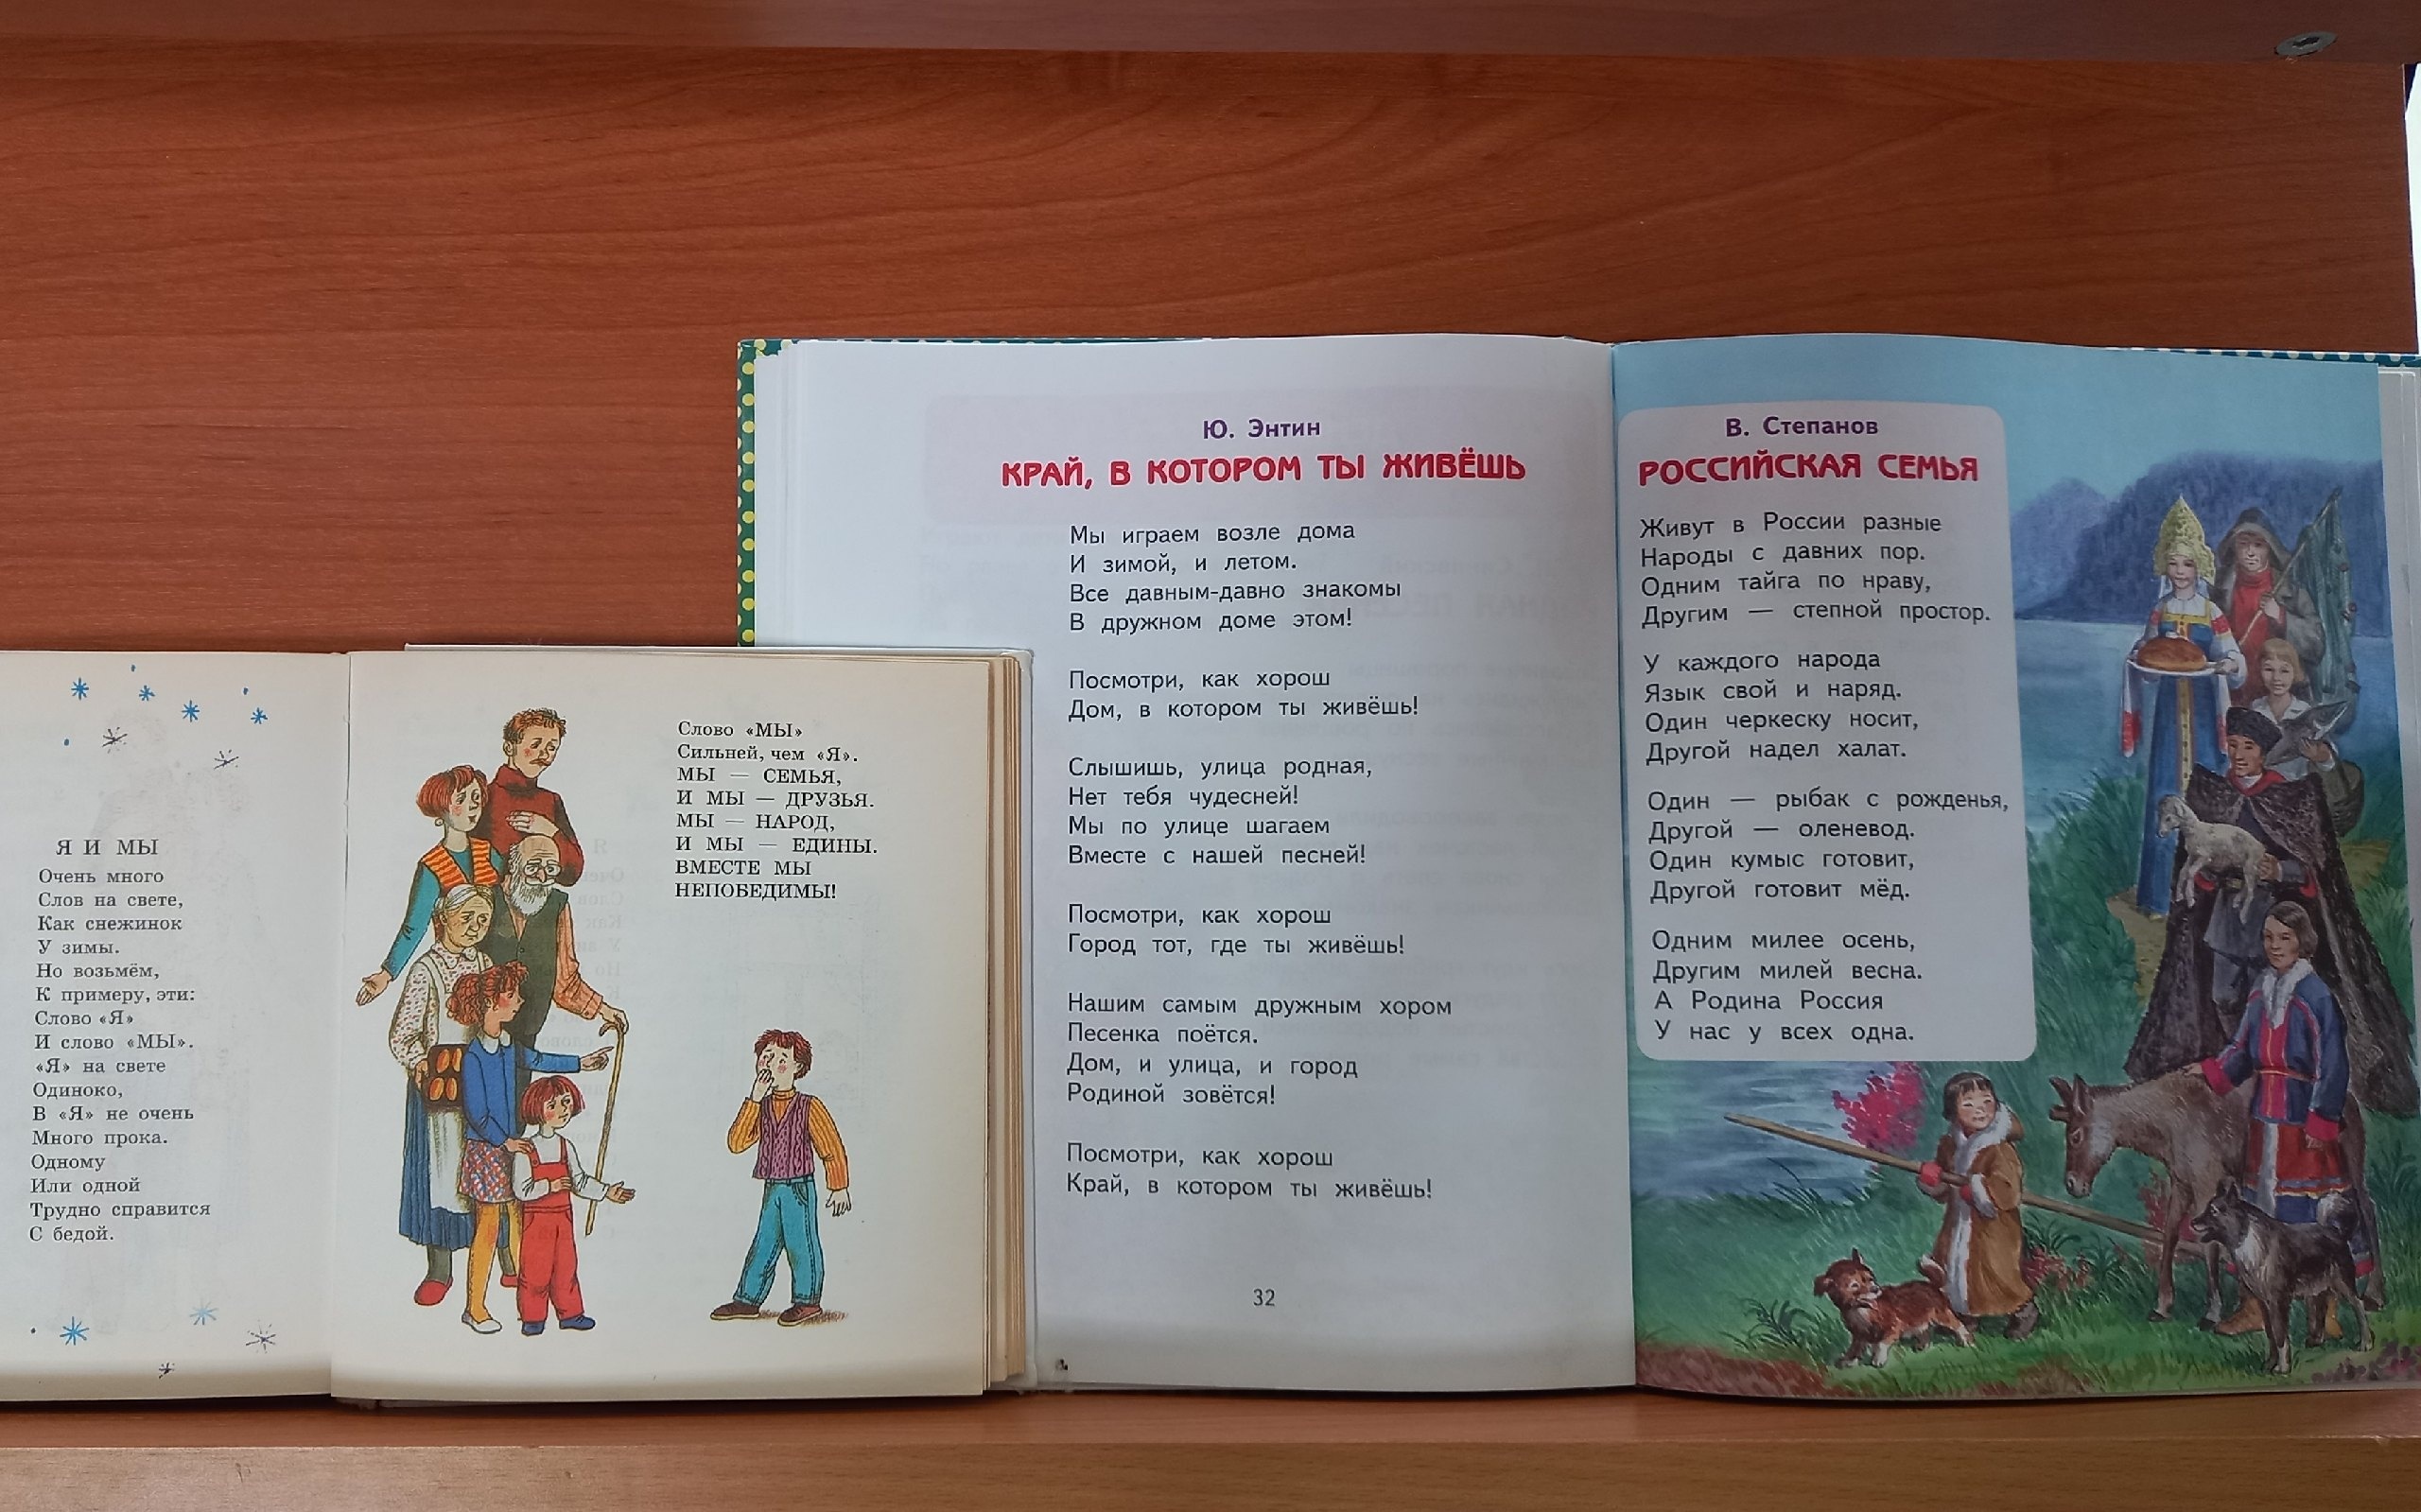 Я И МЫ
Очень много
Слов на свете,
Как снежинок
У зимы.
Но возьмём,
К примеру, эти:
Слово «Я»
И слово «МЫ».
«Я» на свете
Одиноко,
В «Я» не очень
Много прока.
Одному
Или одной
Трудно справится
С бедой.
Слово «МЫ»
Сильней, чем «Я».
МЫ — СЕМЬЯ,
И МЫ — ДРУЗЬЯ.
МЫ — НАРОД,
И МЫ — ЕДИНЫ.
ВМЕСТЕ МЫ
НЕПОБЕДИМЫ!
Ю. Энтин
КРАЙ, В КОТОРОМ ТЫ ЖИВЁШЬ
Мы играем возле дома
И зимой, и летом.
Все давным-давно знакомы
В дружном доме этом!
Посмотри, как хорош
Дом, в котором ты живёшь!
Слышишь, улица родная,
Нет тебя чудесней!
Мы по улице шагаем
Вместе с нашей песней!
Посмотри, как хорош
Город тот, где ты живёшь!
Нашим самым дружным хором
Песенка поётся.
Дом, и улица, и город
Родиной зовётся!
Посмотри, как хорош
Край, в котором ты живёшь!
32
В. Степанов
РОССИЙСКАЯ СЕМЬЯ
Живут в России разные
Народы с давних пор.
Одним тайга по нраву,
Другим — степной простор.
У каждого народа
Язык свой и наряд.
Один черкеску носит,
Другой надел халат.
Один — рыбак с рожденья,
Другой — оленевод.
Один кумыс готовит,
Другой готовит мёд.
Одним милее осень,
Другим милей весна.
А Родина Россия
У нас у всех одна.